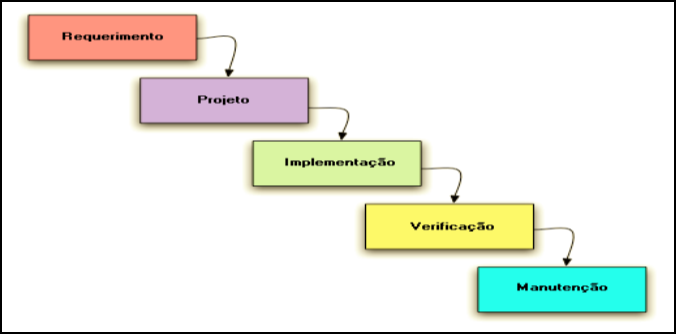 Requerimento
Projeto
Implementação
Verificação
Manutenção